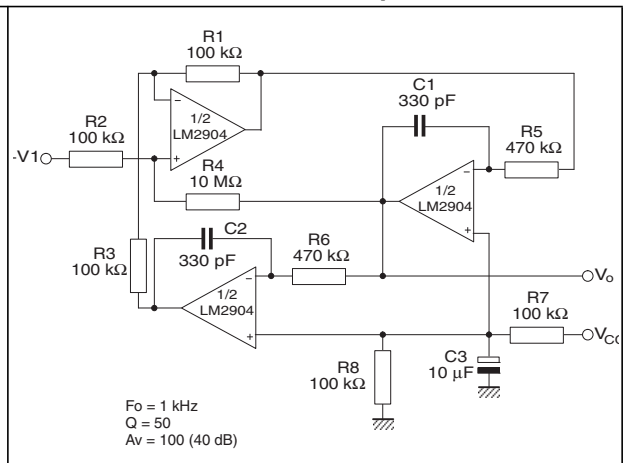 R1
100 kΩ
C1
330 pF
R2
100 kΩ
R5
470 kΩ
-
1/2
LM2904
+
-V1
R4
10 MΩ
-
1/2
LM2904
+
R3
100 kΩ
C2
330 pF
R6
470 kΩ
-
1/2
LM2904
+
Vo
R7
100 kΩ
VCC
R8
100 kΩ
C3
10 μF
Fo = 1 kHz
Q = 50
Av = 100 (40 dB)